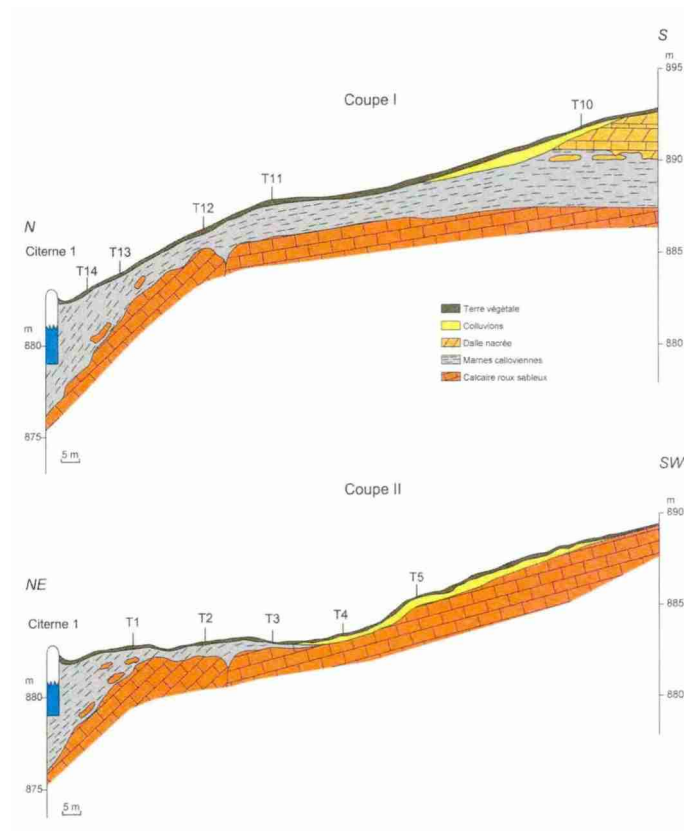 S
m
895
Coupe I
T10
890
T11
T12
N
885
Citerne 1
T13
T14
Terre végétale
m
Colluvions
880
Dalle nacrée
880
Marnes calloviennes
Calcaire roux sableux
875
5 m
SW
Coupe II
m
890
NE
T5
885
Citerne 1
T1
T2
T3
T4
m
880
880
875
5 m